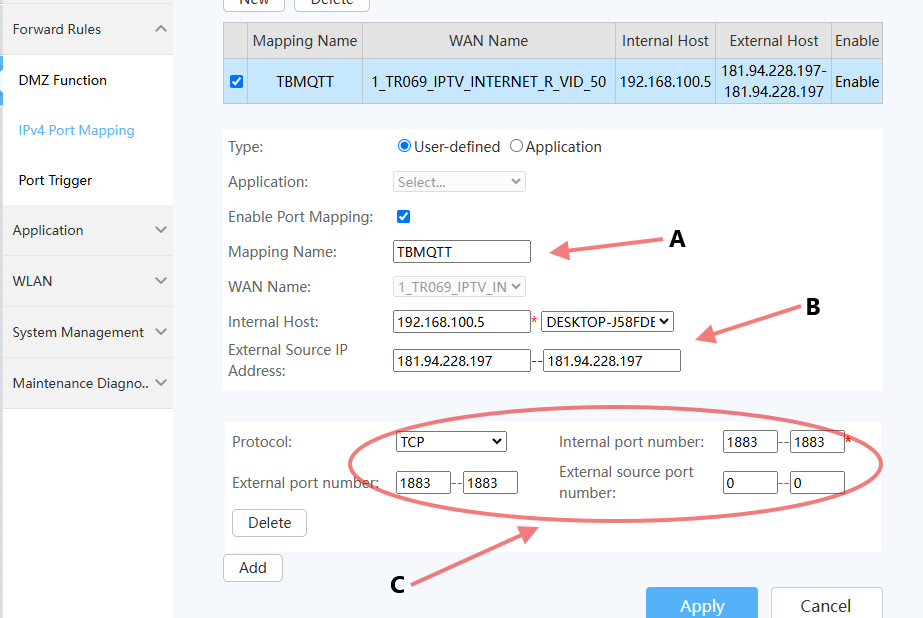 New Delete
Forward Rules
DMZ Function
IPv4 Port Mapping
Port Trigger
Application
WLAN
System Management
Maintenance Diagno..
Mapping Name WAN Name Internal Host External Host Enable
TBMQTT 1_TR069_IPTV_INTERNET_R_VID_50 192.168.100.5 181.94.228.197-
181.94.228.197 Enable
Type: User-defined Application
Application: Select...
Enable Port Mapping:
Mapping Name: TBMQTT
A
WAN Name: 1_TR069_IPTV_IN
Internal Host: 192.168.100.5 * DESKTOP-J58FDE
B
External Source IP
Address: 181.94.228.197 -- 181.94.228.197
Protocol: TCP Internal port number: 1883 -- 1883 *
External port number: 1883 -- 1883 External source port
number: 0 -- 0
Delete
Add
C
Apply Cancel